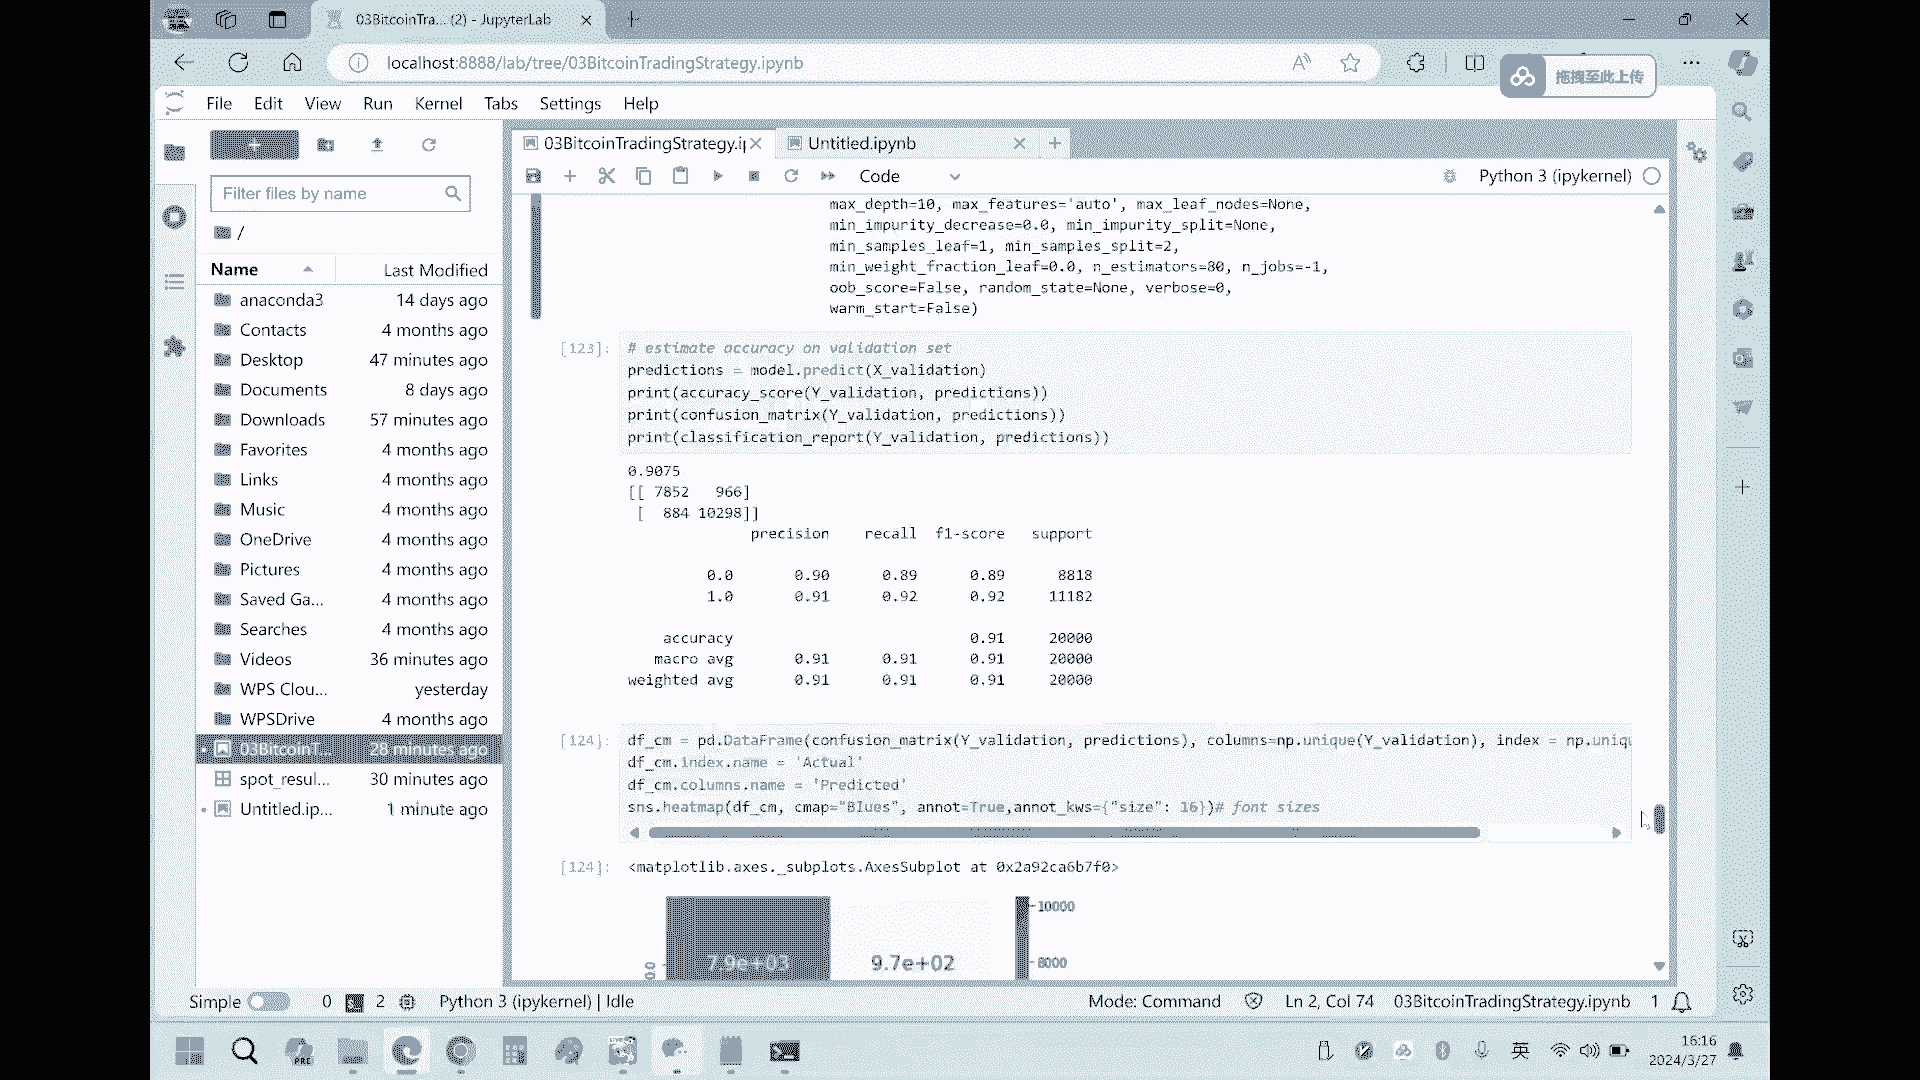 03BitcoinTra... (2) - JupyterLab
localhost:8888/lab/tree/03BitcoinTradingStrategy.ipynb
拖拽至此上传
File Edit View Run Kernel Tabs Settings Help
03BitcoinTradingStrategy.i
Untitled.ipynb
Code
Python 3 (ipykernel)
Filter files by name
/
Name Last Modified
anaconda3 14 days ago
Contacts 4 months ago
Desktop 47 minutes ago
Documents 8 days ago
Downloads 57 minutes ago
Favorites 4 months ago
Links 4 months ago
Music 4 months ago
OneDrive 4 months ago
Pictures 4 months ago
Saved Ga... 4 months ago
Searches 4 months ago
Videos 36 minutes ago
WPS Clou... yesterday
WPSDrive 4 months ago
03BitcoinT... 28 minutes ago
spot_resul... 30 minutes ago
Untitled.ip... 1 minute ago
max_depth=10, max_features='auto', max_leaf_nodes=None,
min_impurity_decrease=0.0, min_impurity_split=None,
min_samples_leaf=1, min_samples_split=2,
min_weight_fraction_leaf=0.0, n_estimators=80, n_jobs=-1,
oob_score=False, random_state=None, verbose=0,
warm_start=False)
[123]: # estimate accuracy on validation set
predictions = model.predict(X_validation)
print(accuracy_score(Y_validation, predictions))
print(confusion_matrix(Y_validation, predictions))
print(classification_report(Y_validation, predictions))
0.9075
[[ 7852 966]
[ 884 10298]]
precision recall f1-score support
0.0 0.90 0.89 0.89 8818
1.0 0.91 0.92 0.92 11182
accuracy 0.91 20000
macro avg 0.91 0.91 0.91 20000
weighted avg 0.91 0.91 0.91 20000
[124]: df_cm = pd.DataFrame(confusion_matrix(Y_validation, predictions), columns=np.unique(Y_validation), index = np.uniqu
df_cm.index.name = 'Actual'
df_cm.columns.name = 'Predicted'
sns.heatmap(df_cm, cmap="Blues", annot=True,annot_kws={"size": 16})# font sizes
[124]: <matplotlib.axes._subplots.AxesSubplot at 0x2a92ca6b7f0>
10000
0.0 7.9e+03 9.7e+02 8000
Simple 0 2 Python 3 (ipykernel) | Idle Mode: Command Ln 2, Col 74 03BitcoinTradingStrategy.ipynb 1
PRE
英
16:16
2024/3/27